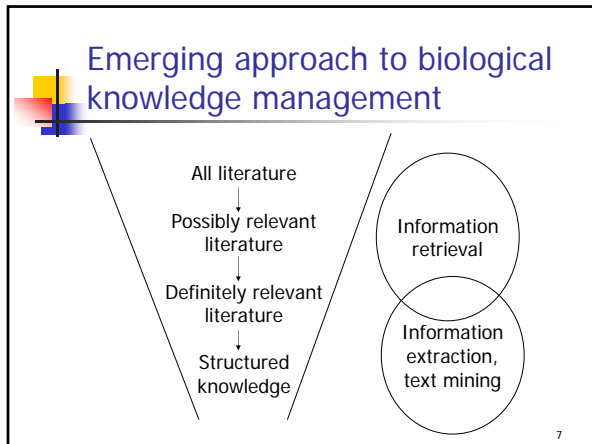 Emerging approach to biological
knowledge management
All literature
Possibly relevant
literature
Definitely relevant
literature
Structured
knowledge
Information
retrieval
Information
extraction,
text mining
7